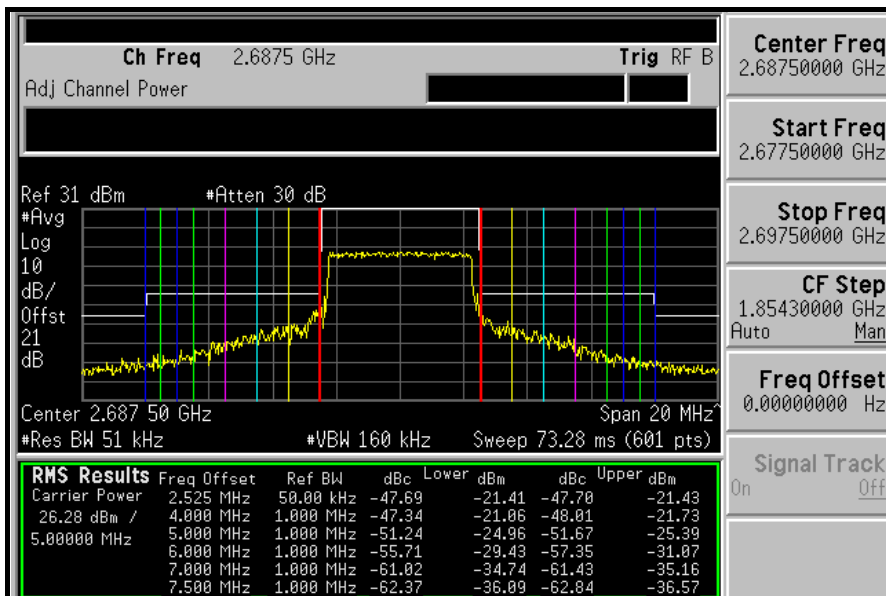 Ch Freq 2.6875 GHz Trig RF B
Adj Channel Power
Ref 31 dBm #Atten 30 dB
#Avg
Log
10
dB/
Offst
21
dB
Center 2.687 50 GHz Span 20 MHz^
#Res BW 51 kHz #VBW 160 kHz Sweep 73.28 ms (601 pts)
RMS Results Freq Offset Ref BW dBc Lower dBm dBc Upper dBm
Carrier Power 2.525 MHz 50.00 kHz -47.69 -21.41 -47.70 -21.43
26.28 dBm / 4.000 MHz 1.000 MHz -47.34 -21.06 -48.01 -21.73
5.00000 MHz 5.000 MHz 1.000 MHz -51.24 -24.96 -51.67 -25.39
6.000 MHz 1.000 MHz -55.71 -29.43 -57.35 -31.07
7.000 MHz 1.000 MHz -61.02 -34.74 -61.43 -35.16
7.500 MHz 1.000 MHz -62.37 -36.09 -62.84 -36.57
Center Freq
2.68750000 GHz
Start Freq
2.67750000 GHz
Stop Freq
2.69750000 GHz
CF Step
1.85430000 GHz
Auto Man
Freq Offset
0.00000000 Hz
Signal Track
On Off